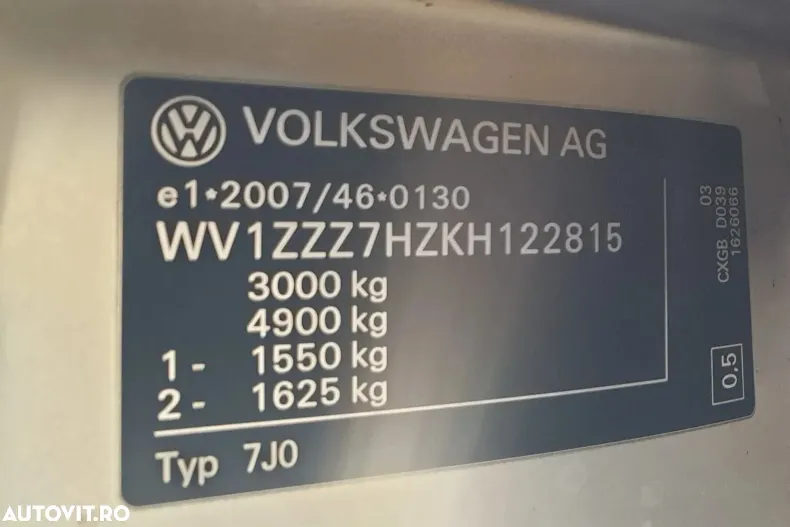 VOLKSWAGEN AG
e1*2007/46*0130
WV1ZZZ7HZKH122815
3000 kg
4900 kg
1 - 1550 kg
2 - 1625 kg
Typ 7J0
03
CXGB D039
1626066
0,5
AUTOVIT.RO